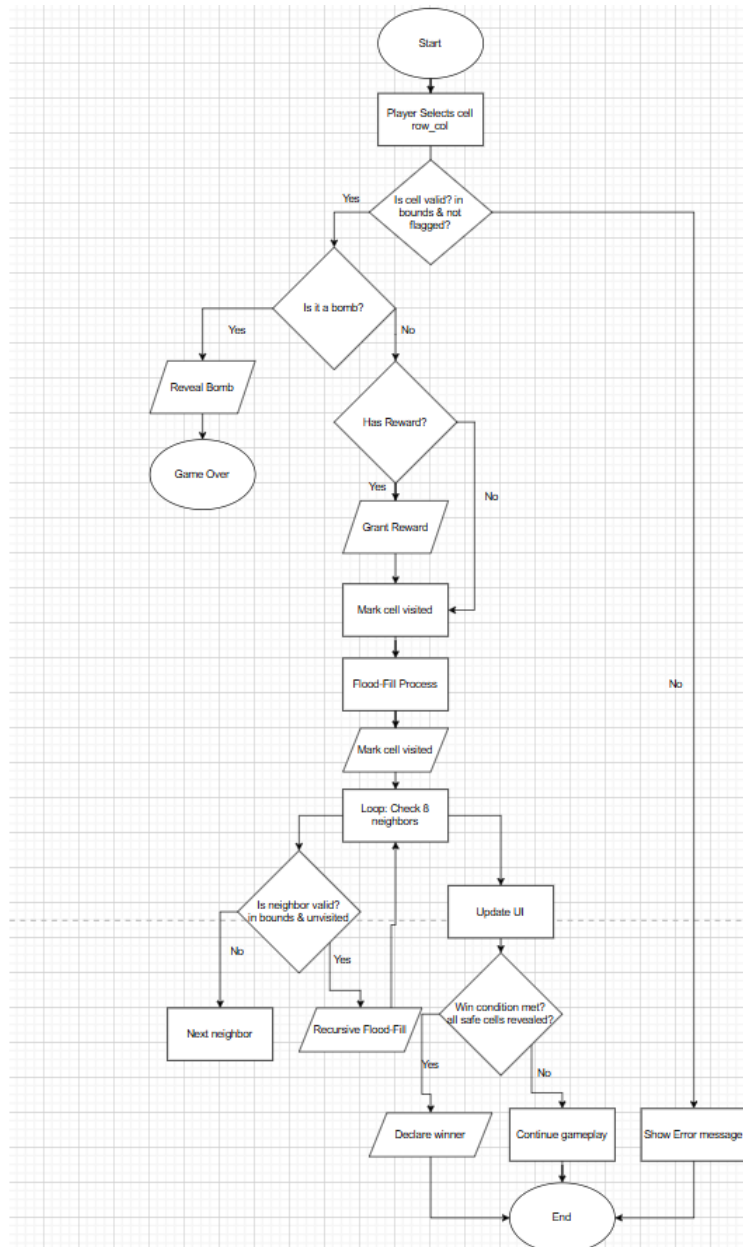 Start
Player Selects cell
row_col
Is cell valid? in
bounds & not
flagged?
Yes
Is it a bomb?
Yes
No
Reveal Bomb
Has Reward?
Game Over
Yes
No
Grant Reward
Mark cell visited
Flood-Fill Process
No
Mark cell visited
Loop: Check 8
neighbors
Is neighbor valid?
in bounds & unvisited
Update UI
No
Yes
Win condition met?
all safe cells revealed?
Next neighbor
Recursive Flood-Fill
Yes
No
Declare winner
Continue gameplay
Show Error message
End